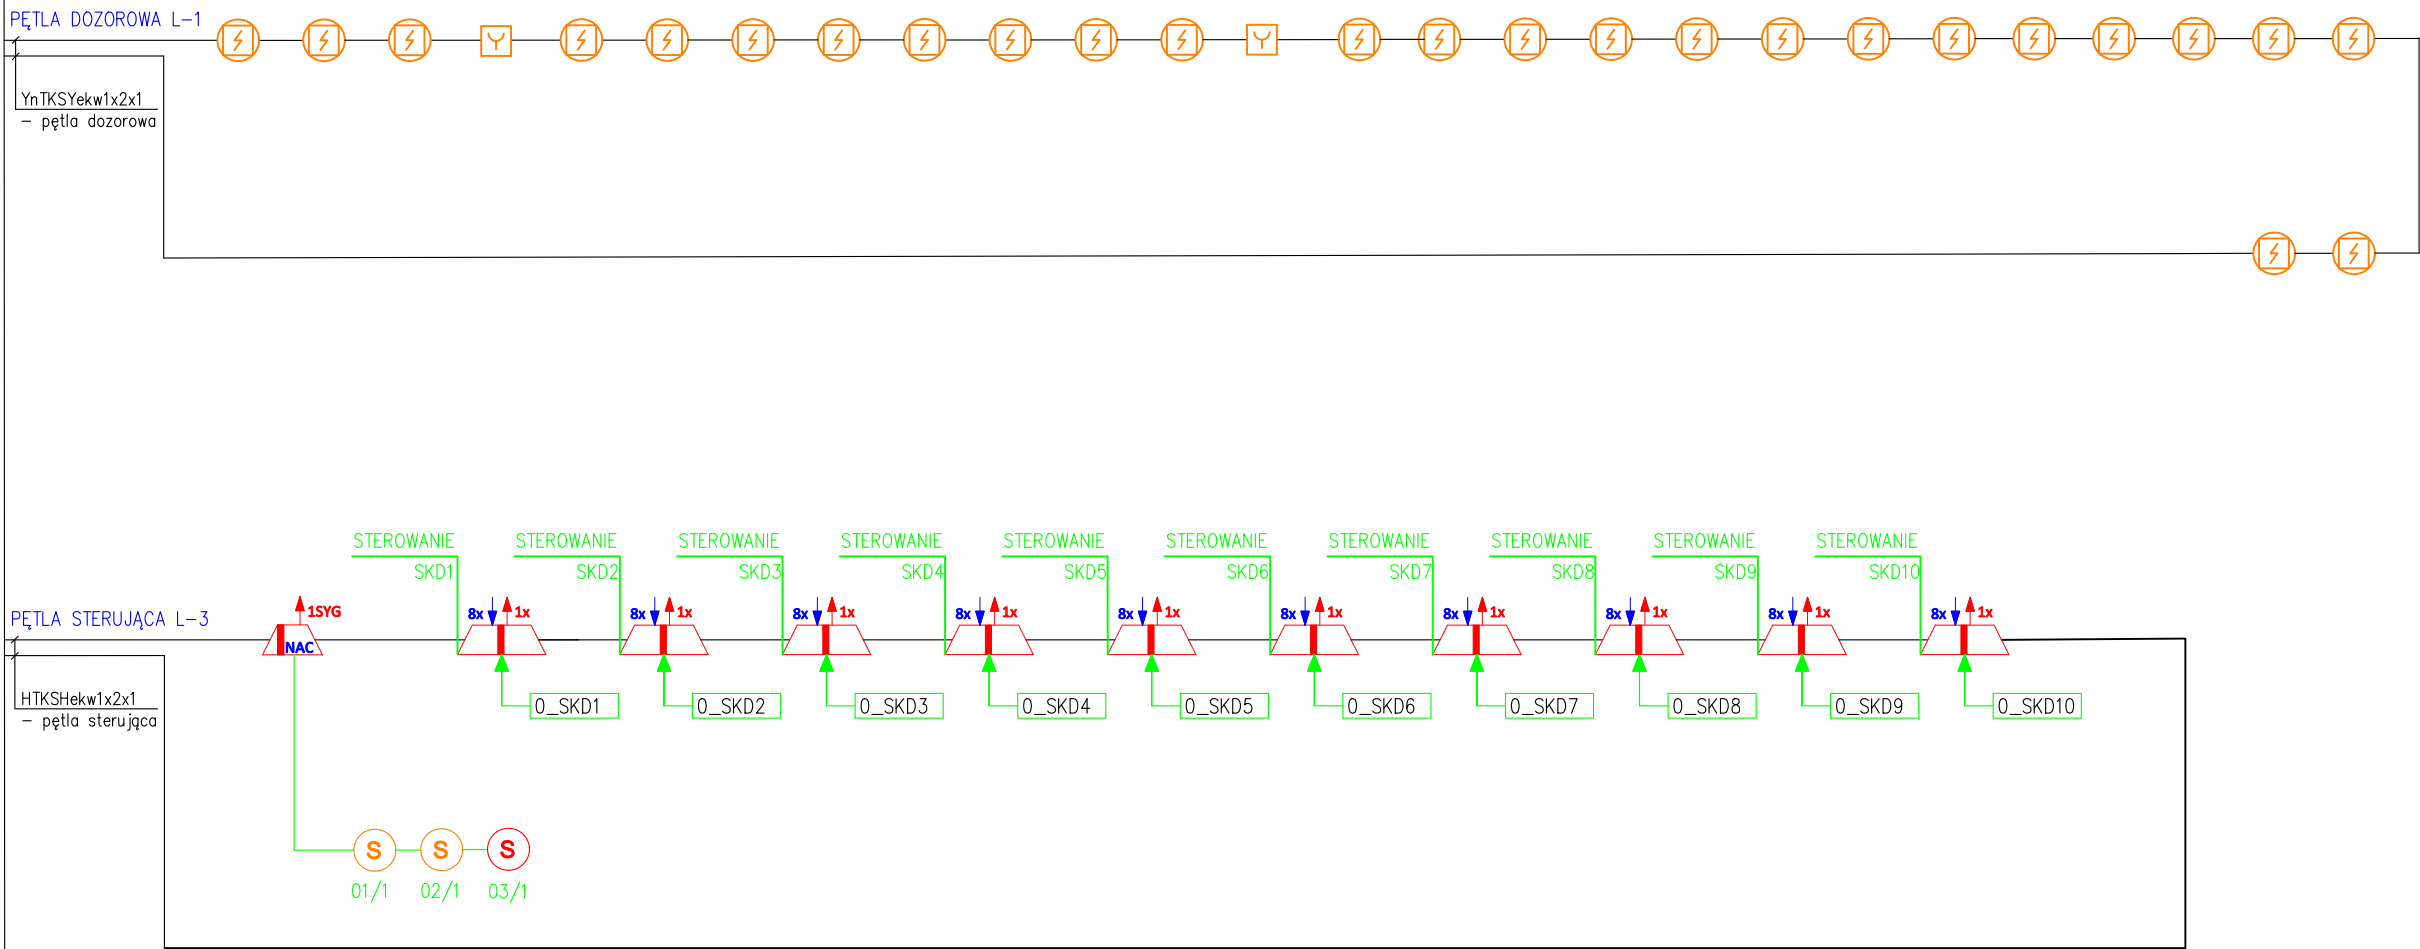 PĘTLA DOZOROWA L-1
YnTKSYekw1x2x1
- pętla dozorowa
STEROWANIE
SKD1
STEROWANIE
SKD2
STEROWANIE
SKD3
STEROWANIE
SKD4
STEROWANIE
SKD5
STEROWANIE
SKD6
STEROWANIE
SKD7
STEROWANIE
SKD8
STEROWANIE
SKD9
STEROWANIE
SKD10
PĘTLA STERUJĄCA L-3
1SYG
NAC
8x 1x
8x 1x
8x 1x
8x 1x
8x 1x
8x 1x
8x 1x
8x 1x
8x 1x
8x 1x
HTKSHekw1x2x1
- pętla sterująca
0_SKD1
0_SKD2
0_SKD3
0_SKD4
0_SKD5
0_SKD6
0_SKD7
0_SKD8
0_SKD9
0_SKD10
S S S
01/1 02/1 03/1